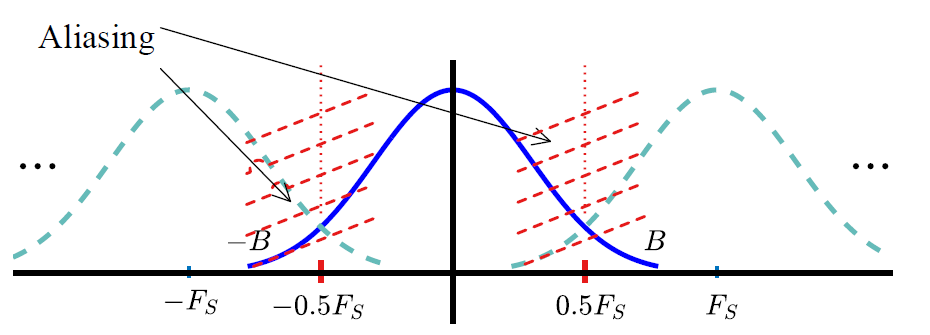 Aliasing
... ...
−B B
−F_S −0.5F_S 0.5F_S F_S